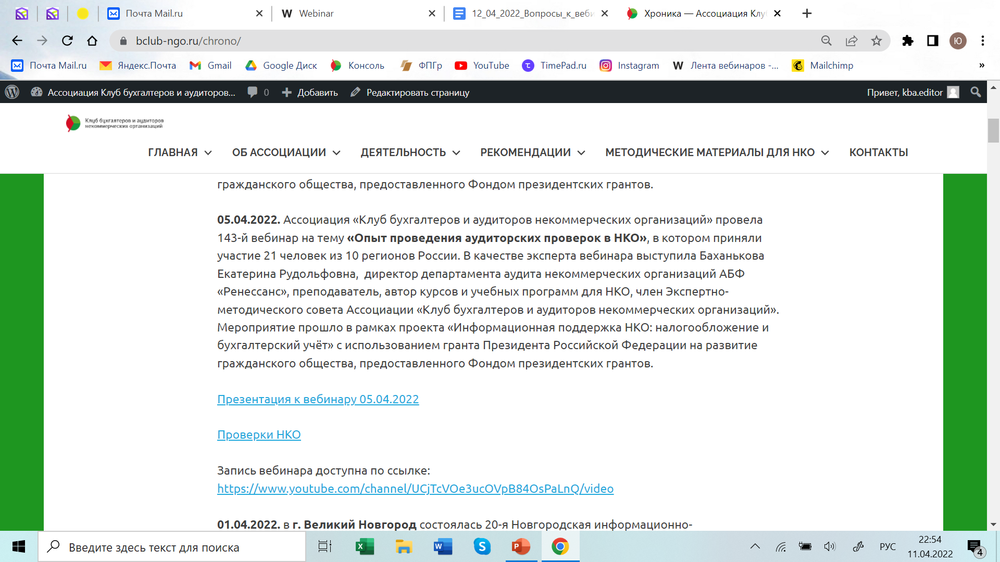 Почта Mail.ru
Webinar
12_04_2022_Вопросы_к_веби
Хроника — Ассоциация Клу
bclub-ngo.ru/chrono/
Ю
Почта Mail.ru
Яндекс.Почта
Gmail
Google Диск
Консоль
ФПГр
YouTube
TimePad.ru
Instagram
Лента вебинаров -...
Mailchimp
»
Ассоциация Клуб бухгалтеров и аудиторов...
0
Добавить
Редактировать страницу
Привет, kba.editor
Клуб бухгалтеров и аудиторов
некоммерческих организаций
ГЛАВНАЯ
ОБ АССОЦИАЦИИ
ДЕЯТЕЛЬНОСТЬ
РЕКОМЕНДАЦИИ
МЕТОДИЧЕСКИЕ МАТЕРИАЛЫ ДЛЯ НКО
КОНТАКТЫ
гражданского общества, предоставленного Фондом президентских грантов.
05.04.2022. Ассоциация «Клуб бухгалтеров и аудиторов некоммерческих организаций» провела
143-й вебинар на тему «Опыт проведения аудиторских проверок в НКО», в котором приняли
участие 21 человек из 10 регионов России. В качестве эксперта вебинара выступила Баханькова
Екатерина Рудольфовна, директор департамента аудита некоммерческих организаций АБФ
«Ренессанс», преподаватель, автор курсов и учебных программ для НКО, член Экспертно-
методического совета Ассоциации «Клуб бухгалтеров и аудиторов некоммерческих организаций».
Мероприятие прошло в рамках проекта «Информационная поддержка НКО: налогообложение и
бухгалтерский учёт» с использованием гранта Президента Российской Федерации на развитие
гражданского общества, предоставленного Фондом президентских грантов.
Презентация к вебинару 05.04.2022
Проверки НКО
Запись вебинара доступна по ссылке:
https://www.youtube.com/channel/UCjTcVOe3ucOVpB84OsPaLnQ/video
01.04.2022. в г. Великий Новгород состоялась 20-я Новгородская информационно-
Введите здесь текст для поиска
РУС
22:54
11.04.2022
4